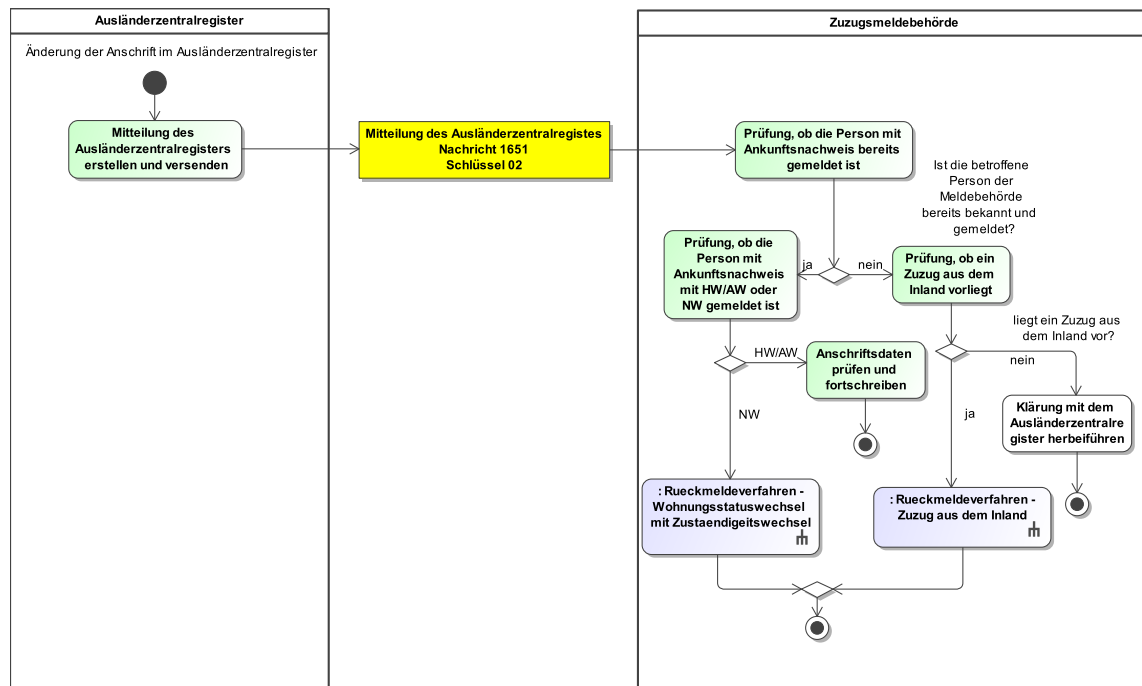 Ausländerzentralregister
Zuzugsmeldebehörde
Änderung der Anschrift im Ausländerzentralregister
Mitteilung des
Ausländerzentralregisters
erstellen und versenden
Mitteilung des Ausländerzentralregistes
Nachricht 1651
Schlüssel 02
Prüfung, ob die Person mit
Ankunftsnachweis bereits
gemeldet ist
Ist die betroffene
Person der
Meldebehörde
bereits bekannt und
gemeldet?
Prüfung, ob die
Person mit
Ankunftsnachweis
mit HW/AW oder
NW gemeldet ist
ja
nein
Prüfung, ob ein
Zuzug aus dem
Inland vorliegt
liegt ein Zuzug aus
dem Inland vor?
HW/AW
Anschriftsdaten
prüfen und
fortschreiben
nein
NW
ja
Klärung mit dem
Ausländerzentralre
gister herbeiführen
: Rueckmeldeverfahren -
Wohnungsstatuswechsel
mit Zustaendigeitswechsel
: Rueckmeldeverfahren -
Zuzug aus dem Inland